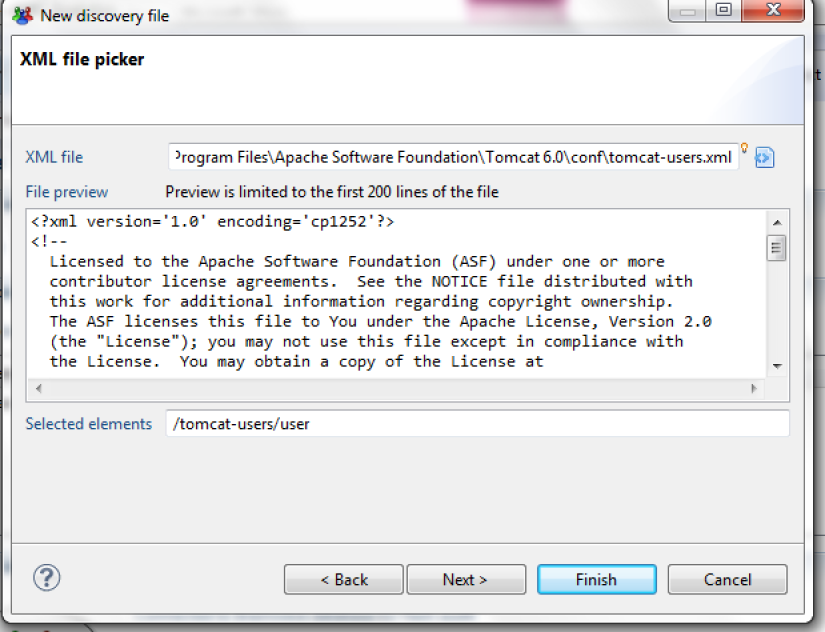 New discovery file
XML file picker
XML file
Program Files\Apache Software Foundation\Tomcat 6.0\conf\tomcat-users.xml
File preview
Preview is limited to the first 200 lines of the file
<?xml version='1.0' encoding='cp1252'?>
<!--
Licensed to the Apache Software Foundation (ASF) under one or more
contributor license agreements.  See the NOTICE file distributed with
this work for additional information regarding copyright ownership.
The ASF licenses this file to You under the Apache License, Version 2.0
(the "License"); you may not use this file except in compliance with
the License.  You may obtain a copy of the License at
Selected elements
/tomcat-users/user
?
< Back
Next >
Finish
Cancel